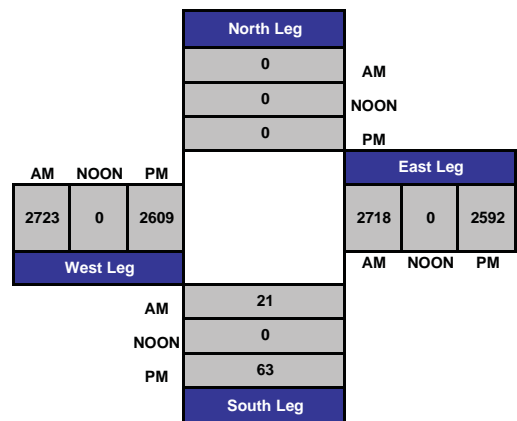 North Leg
0
AM
0
NOON
0
PM
East Leg
AM NOON PM
2723 0 2609
2718 0 2592
West Leg
AM NOON PM
AM
21
NOON
0
PM
63
South Leg